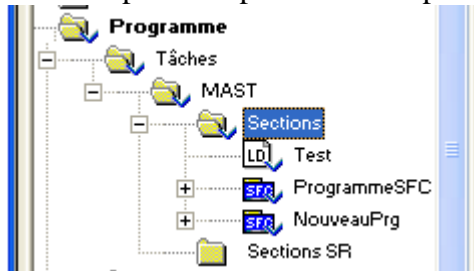 Programme
Tâches
MAST
Sections
LD Test
SFC ProgrammeSFC
SFC NouveauPrg
Sections SR